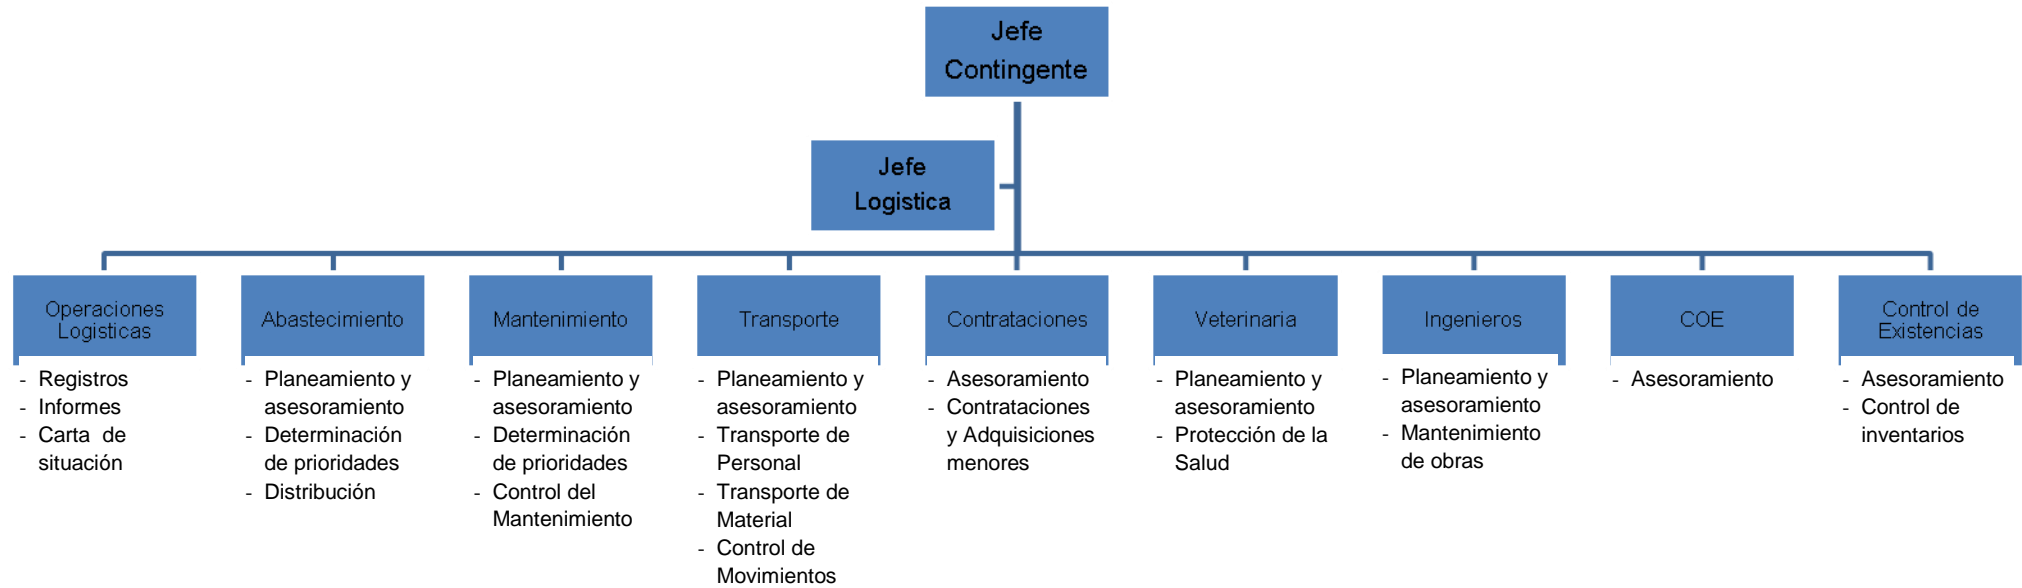 Jefe
Contingente
Jefe
Logistica
Operaciones
Logisticas
- Registros
- Informes
- Carta de
situación
Abastecimiento
- Planeamiento y
asesoramiento
- Determinación
de prioridades
- Distribución
Mantenimiento
- Planeamiento y
asesoramiento
- Determinación
de prioridades
- Control del
Mantenimiento
Transporte
- Planeamiento y
asesoramiento
- Transporte de
Personal
- Transporte de
Material
- Control de
Movimientos
Contrataciones
- Asesoramiento
- Contrataciones
y Adquisiciones
menores
Veterinaria
- Planeamiento y
asesoramiento
- Protección de la
Salud
Ingenieros
- Planeamiento y
asesoramiento
- Mantenimiento
de obras
COE
- Asesoramiento
Control de
Existencias
- Asesoramiento
- Control de
inventarios